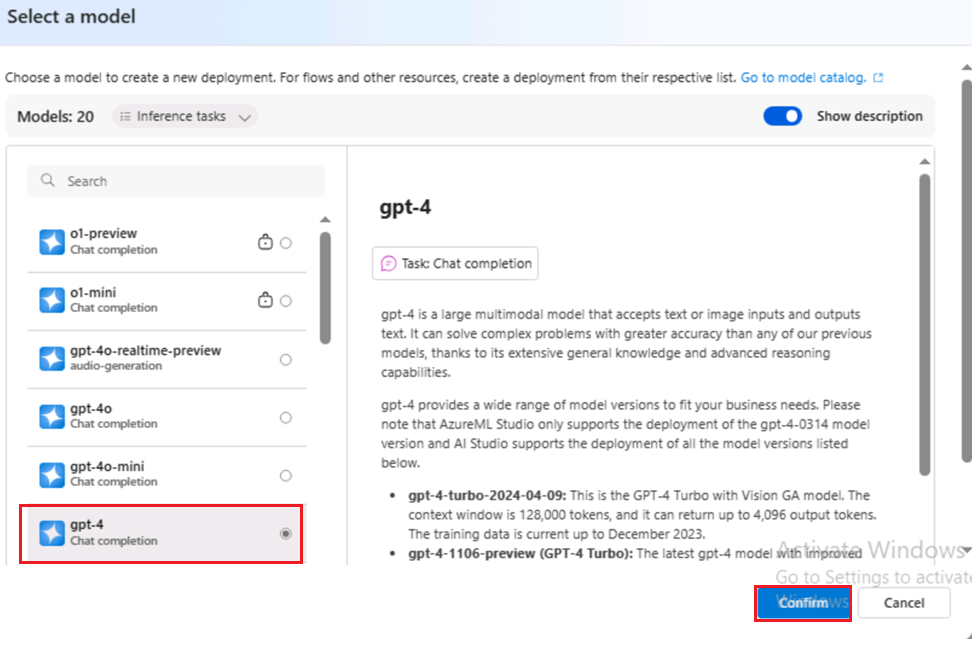 Select a model
Choose a model to create a new deployment. For flows and other resources, create a deployment from their respective list. Go to model catalog.
Models: 20
Inference tasks
Show description
Search
o1-preview
Chat completion
o1-mini
Chat completion
gpt-4o-realtime-preview
audio-generation
gpt-4o
Chat completion
gpt-4o-mini
Chat completion
gpt-4
Chat completion
gpt-4
Task: Chat completion
gpt-4 is a large multimodal model that accepts text or image inputs and outputs
text. It can solve complex problems with greater accuracy than any of our previous
models, thanks to its extensive general knowledge and advanced reasoning
capabilities.
gpt-4 provides a wide range of model versions to fit your business needs. Please
note that AzureML Studio only supports the deployment of the gpt-4-0314 model
version and AI Studio supports the deployment of all the model versions listed
below.
• gpt-4-turbo-2024-04-09: This is the GPT-4 Turbo with Vision GA model. The
context window is 128,000 tokens, and it can return up to 4,096 output tokens.
The training data is current up to December 2023.
• gpt-4-1106-preview (GPT-4 Turbo): The latest gpt-4 model with improved
Activate Windows
Go to Settings to activate
Windows
Confirm
Cancel